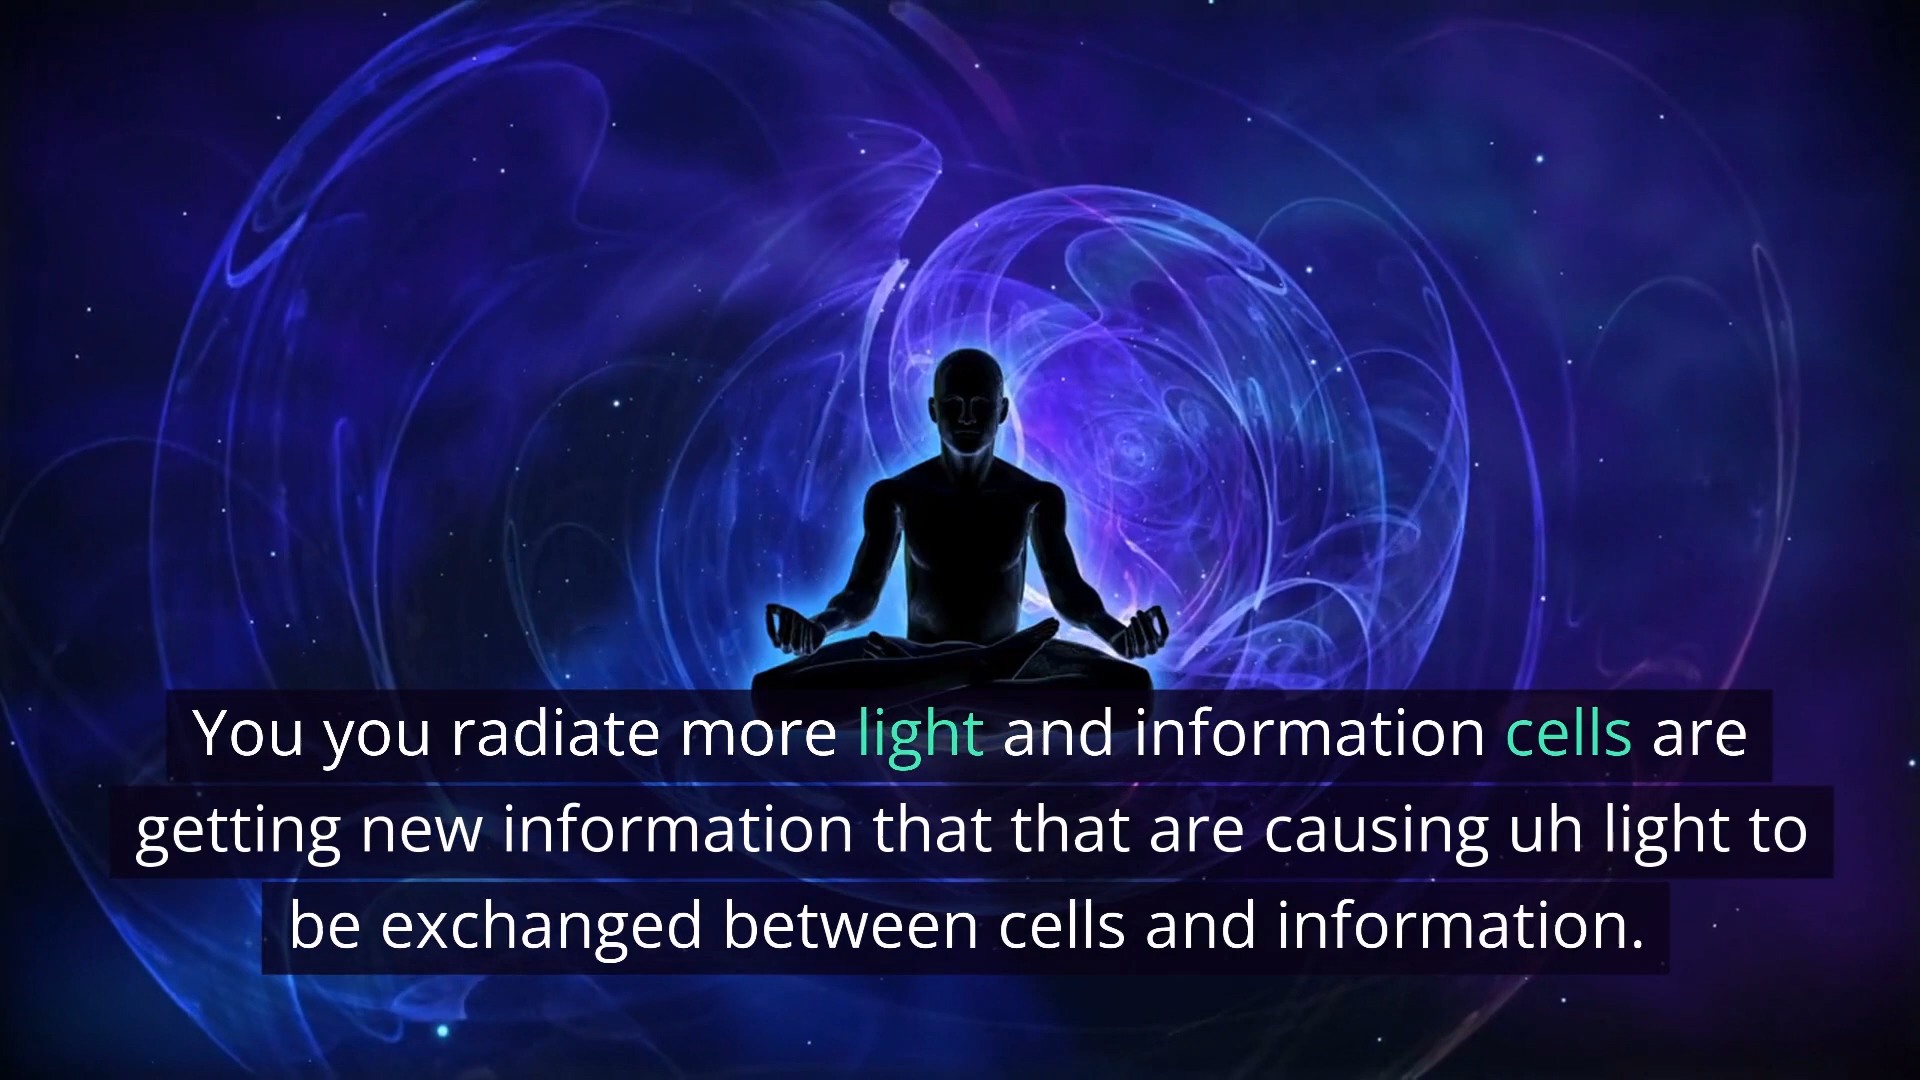 You you radiate more light and information cells are
getting new information that that are causing uh light to
be exchanged between cells and information.